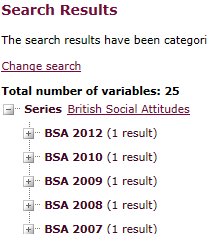 Search Results
The search results have been categori
Change search
Total number of variables: 25
Series British Social Attitudes
BSA 2012 (1 result)
BSA 2010 (1 result)
BSA 2009 (1 result)
BSA 2008 (1 result)
BSA 2007 (1 result)